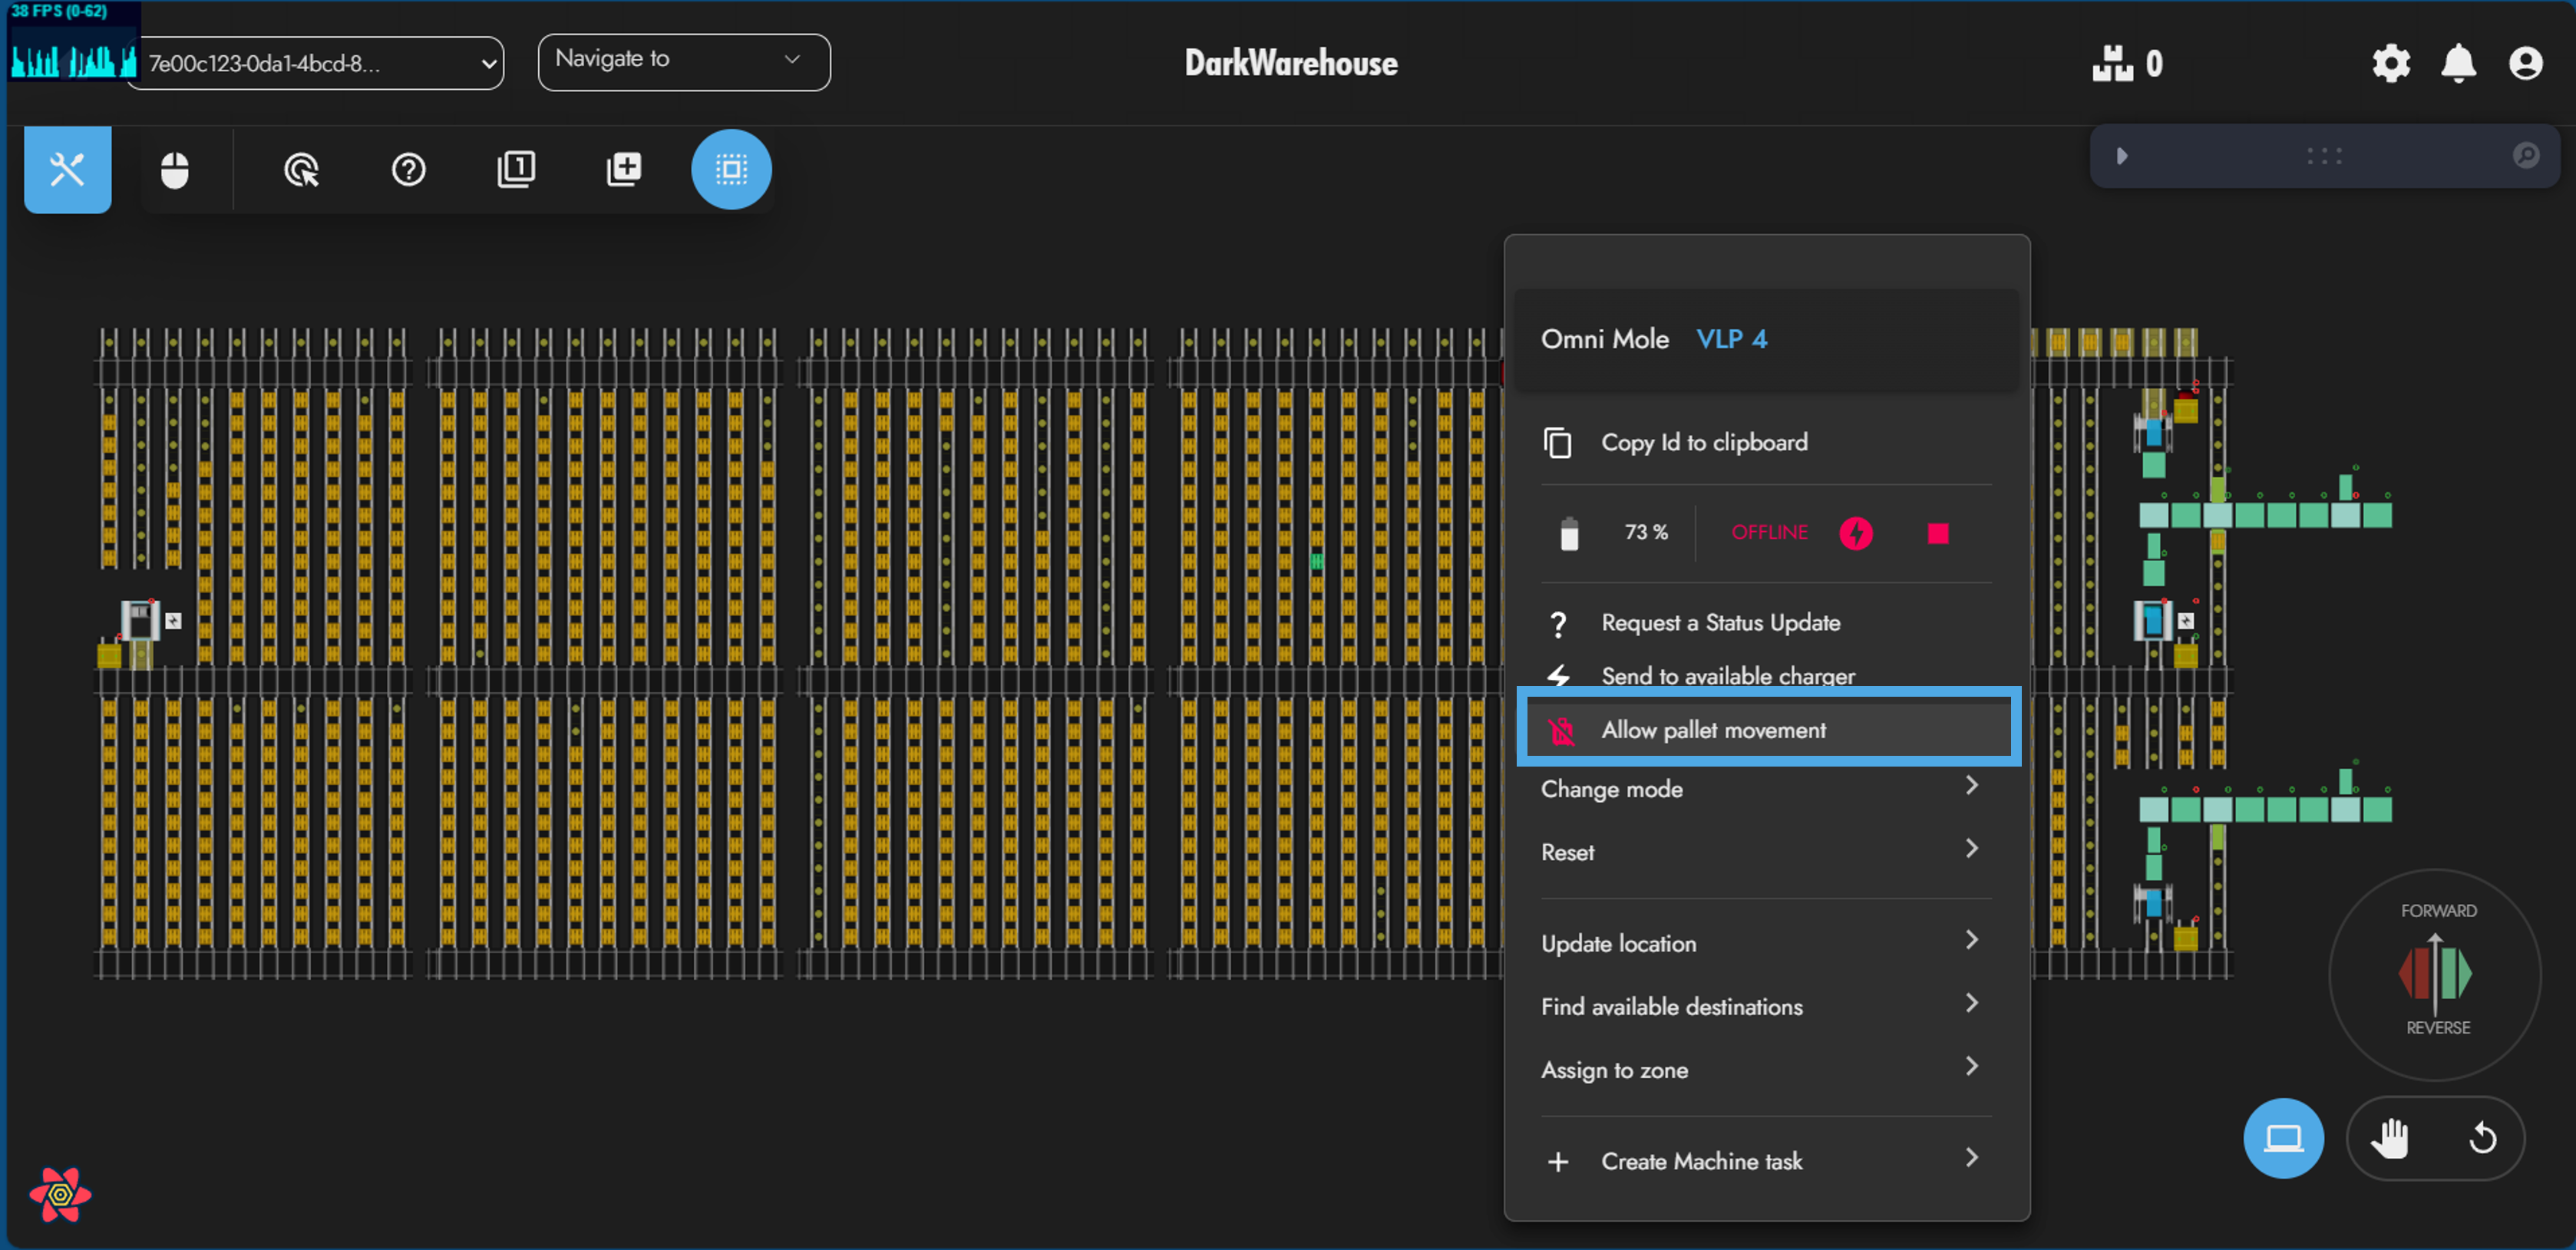 38 FPS (0-62)
7e00c123-0da1-4bcd-8...
Navigate to
DarkWarehouse
0
1
Omni Mole VLP 4
Copy Id to clipboard
73 % OFFLINE
? Request a Status Update
Send to available charger
Allow pallet movement
Change mode
Reset
Update location
Find available destinations
Assign to zone
+ Create Machine task
FORWARD
REVERSE